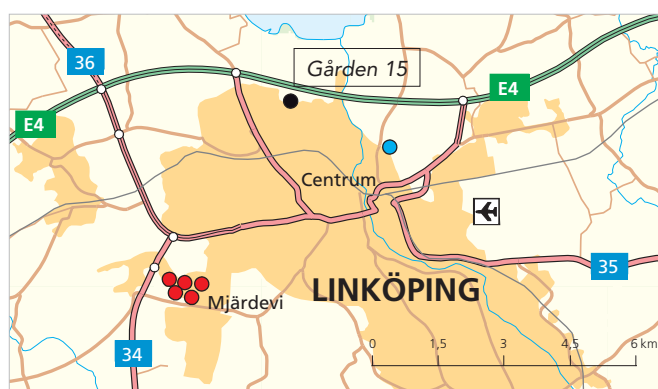 36
Gården 15
E4
E4
Centrum
35
LINKÖPING
Mjärdevi
34
0 1,5 3 4,5 6 km